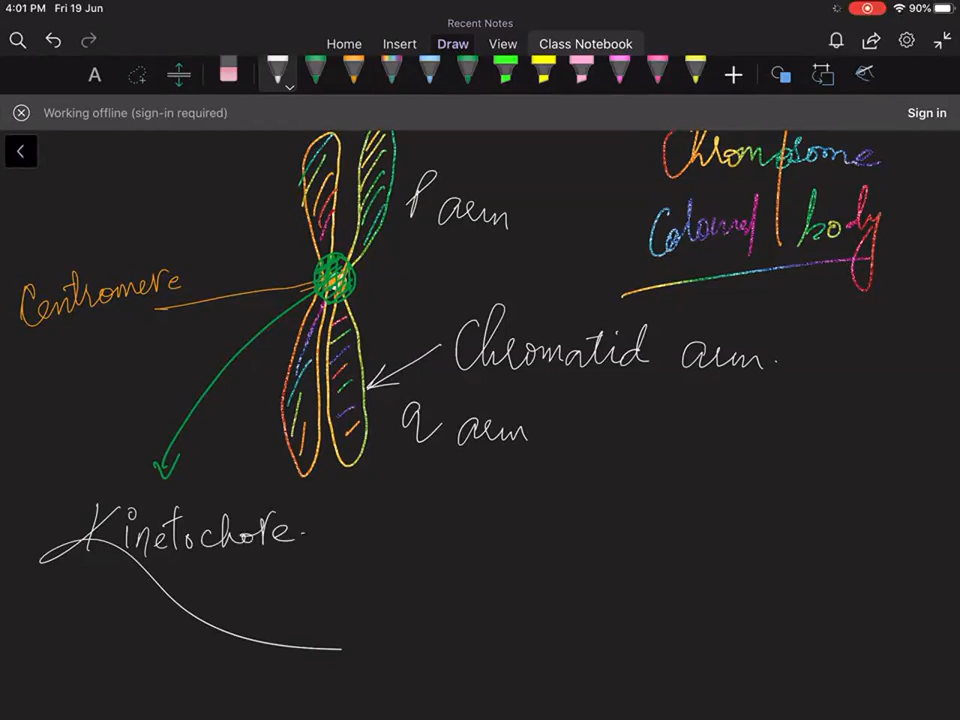 4:01 PM Fri 19 Jun
90%
Recent Notes
Home Insert Draw View Class Notebook
A
Working offline (sign-in required)
Sign in
Chromosome
Coloured body
P arm
Centromere
Chromatid arm.
q arm
Kinetochore.